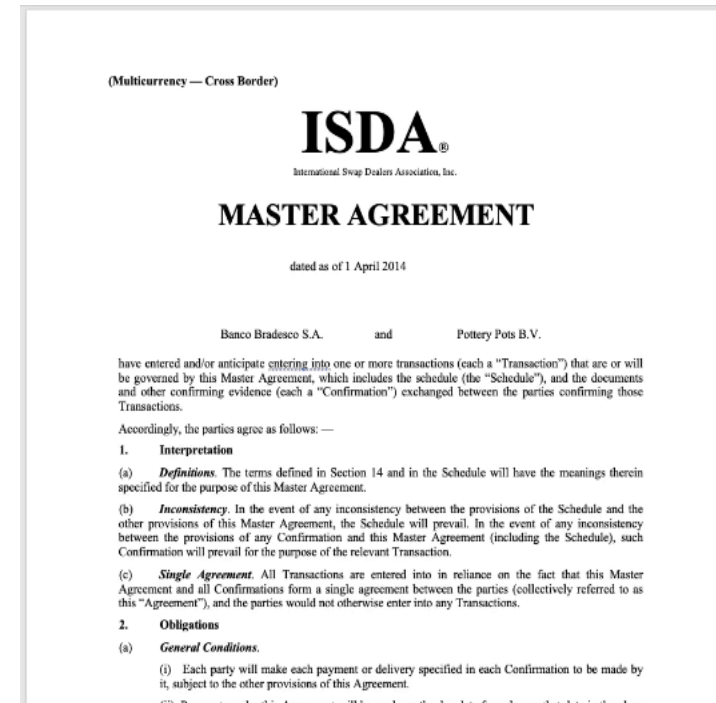 (Multicurrency — Cross Border)
ISDA®
International Swap Dealers Association, Inc.
MASTER AGREEMENT
dated as of 1 April 2014
Banco Bradesco S.A. and Pottery Pots B.V.
have entered and/or anticipate entering into one or more transactions (each a “Transaction”) that are or will
be governed by this Master Agreement, which includes the schedule (the “Schedule”), and the documents
and other confirming evidence (each a “Confirmation”) exchanged between the parties confirming those
Transactions.
Accordingly, the parties agree as follows: —
1. Interpretation
(a) Definitions. The terms defined in Section 14 and in the Schedule will have the meanings therein
specified for the purpose of this Master Agreement.
(b) Inconsistency. In the event of any inconsistency between the provisions of the Schedule and the
other provisions of this Master Agreement, the Schedule will prevail. In the event of any inconsistency
between the provisions of any Confirmation and this Master Agreement (including the Schedule), such
Confirmation will prevail for the purpose of the relevant Transaction.
(c) Single Agreement. All Transactions are entered into in reliance on the fact that this Master
Agreement and all Confirmations form a single agreement between the parties (collectively referred to as
this “Agreement”), and the parties would not otherwise enter into any Transactions.
2. Obligations
(a) General Conditions.
(i) Each party will make each payment or delivery specified in each Confirmation to be made by
it, subject to the other provisions of this Agreement.